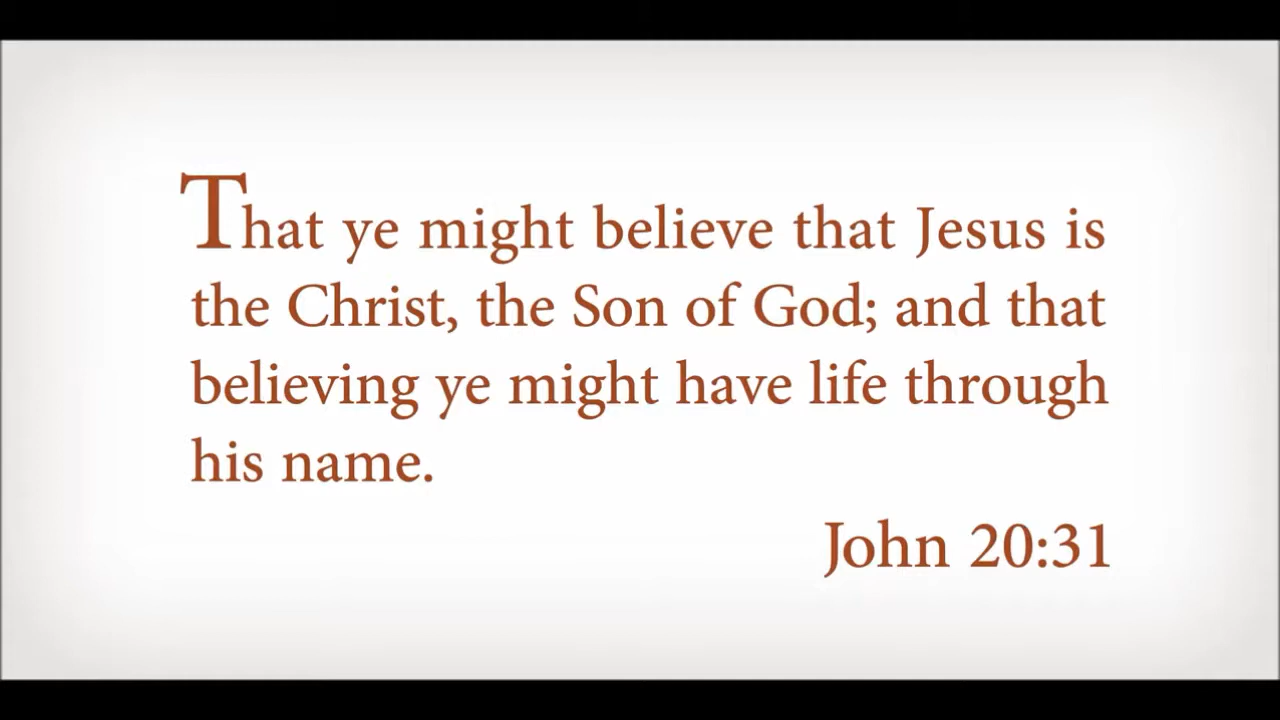 That ye might believe that Jesus is
the Christ, the Son of God; and that
believing ye might have life through
his name.
John 20:31